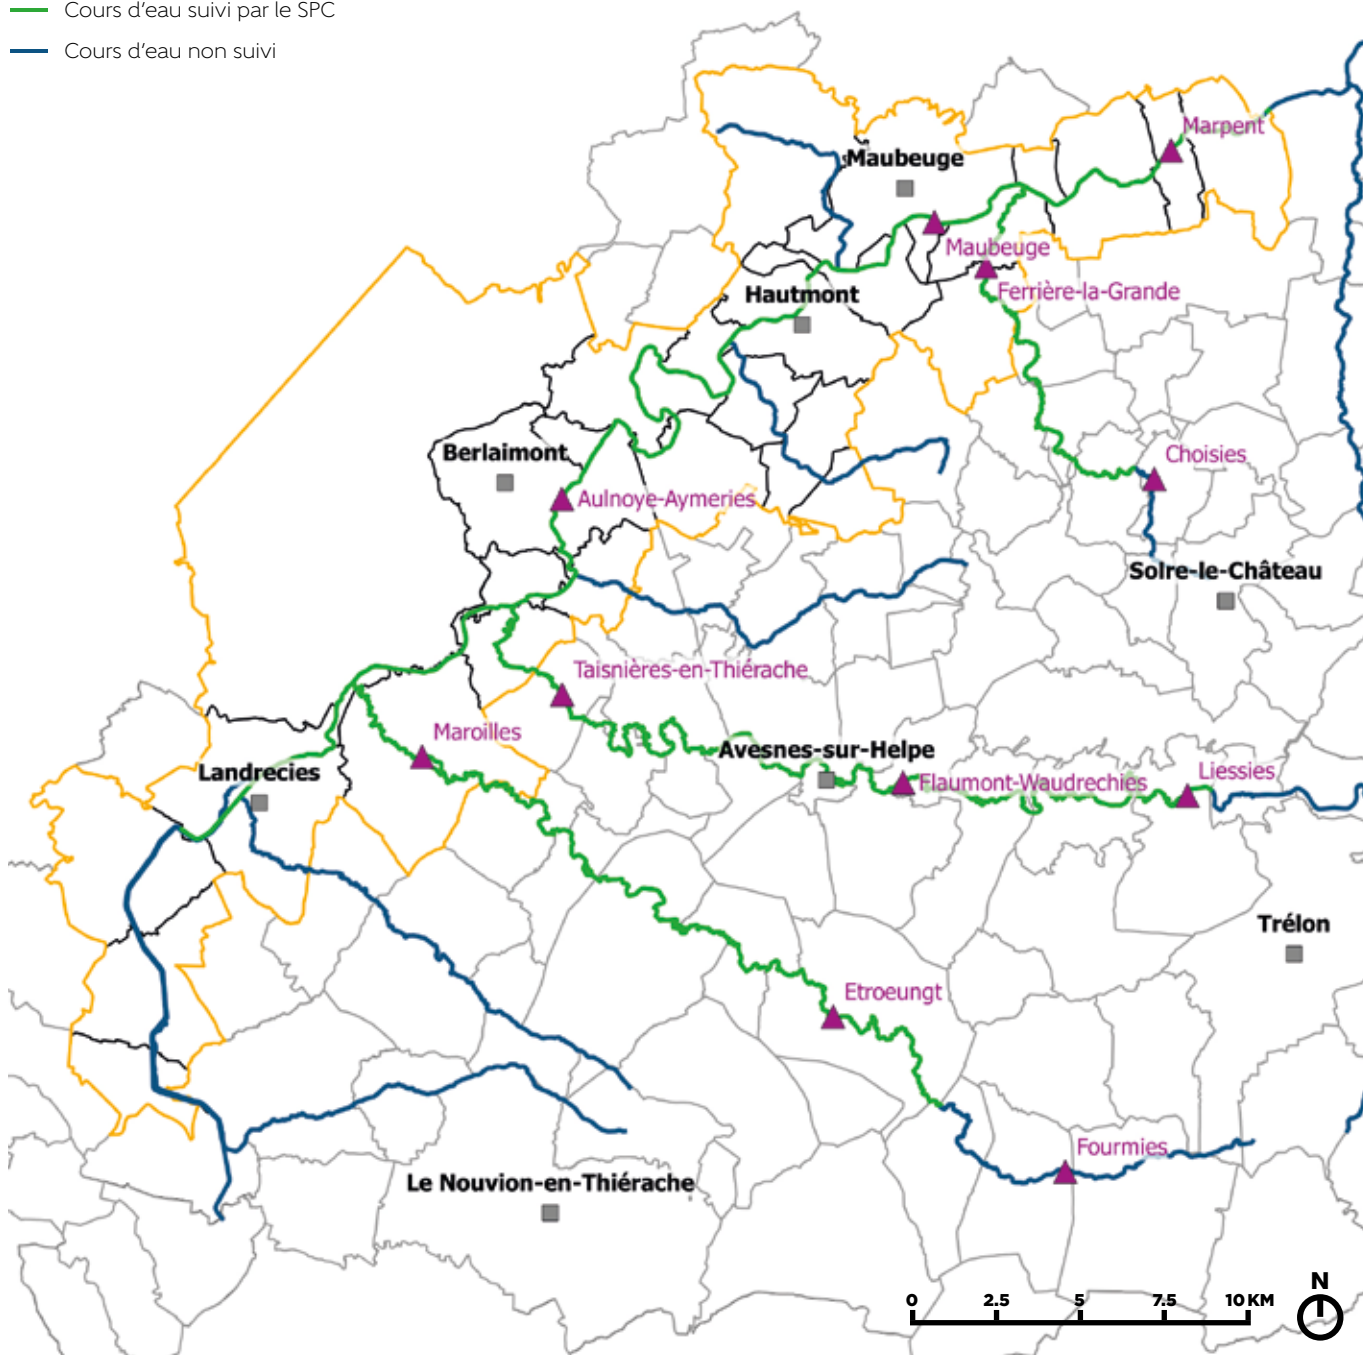 Cours d'eau suivi par le SPC
Cours d'eau non suivi
Marpent
Maubeuge
Maubeuge
Ferrière-la-Grande
Hautmont
Berlaimont
Choisies
Aulnoye-Aymeries
Solre-le-Château
Taisnières-en-Thiérache
Maroilles
Avesnes-sur-Helpe
Landrecies
Flaumont-Waudrechies
Liessies
Trélon
Etroeungt
Fourmies
Le Nouvion-en-Thiérache
0 2.5 5 7.5 10 KM
N